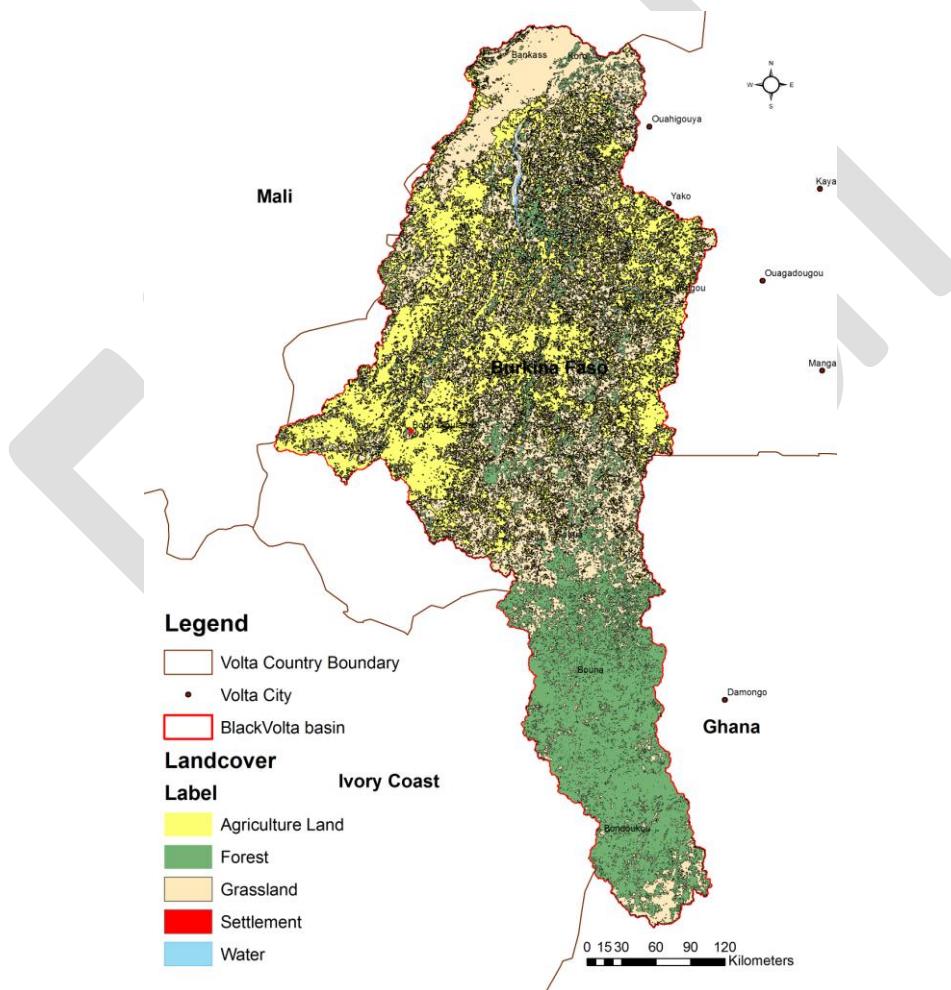 Bankass
Koro
N
W E
S
Ouahigouya
Mali
Yako
Kaya
Ouagadougou
Burkina Faso
Manga
Legend
Volta Country Boundary
Volta City
BlackVolta basin
Landcover
Label
Agriculture Land
Forest
Grassland
Settlement
Water
Bouna
Damongo
Ghana
Ivory Coast
Bondoukou
0 15 30 60 90 120
Kilometers